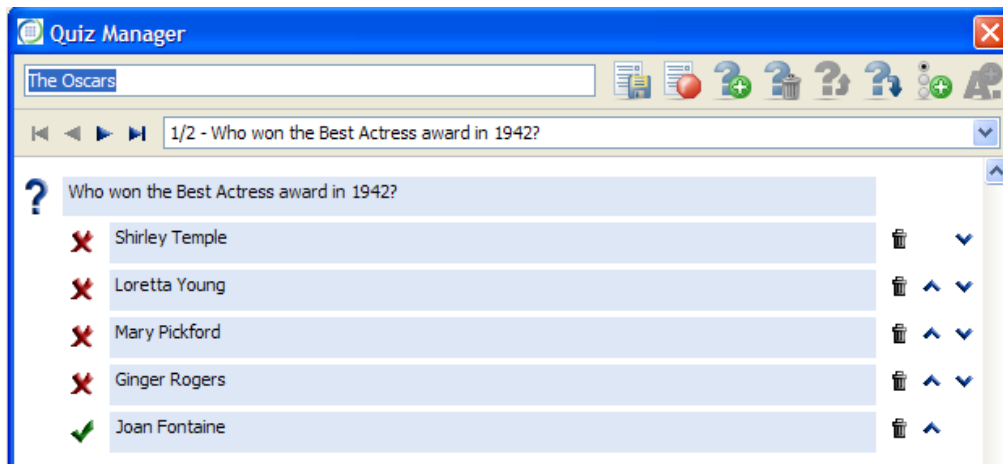 Quiz Manager
The Oscars
1/2 - Who won the Best Actress award in 1942?
Who won the Best Actress award in 1942?
Shirley Temple
Loretta Young
Mary Pickford
Ginger Rogers
Joan Fontaine